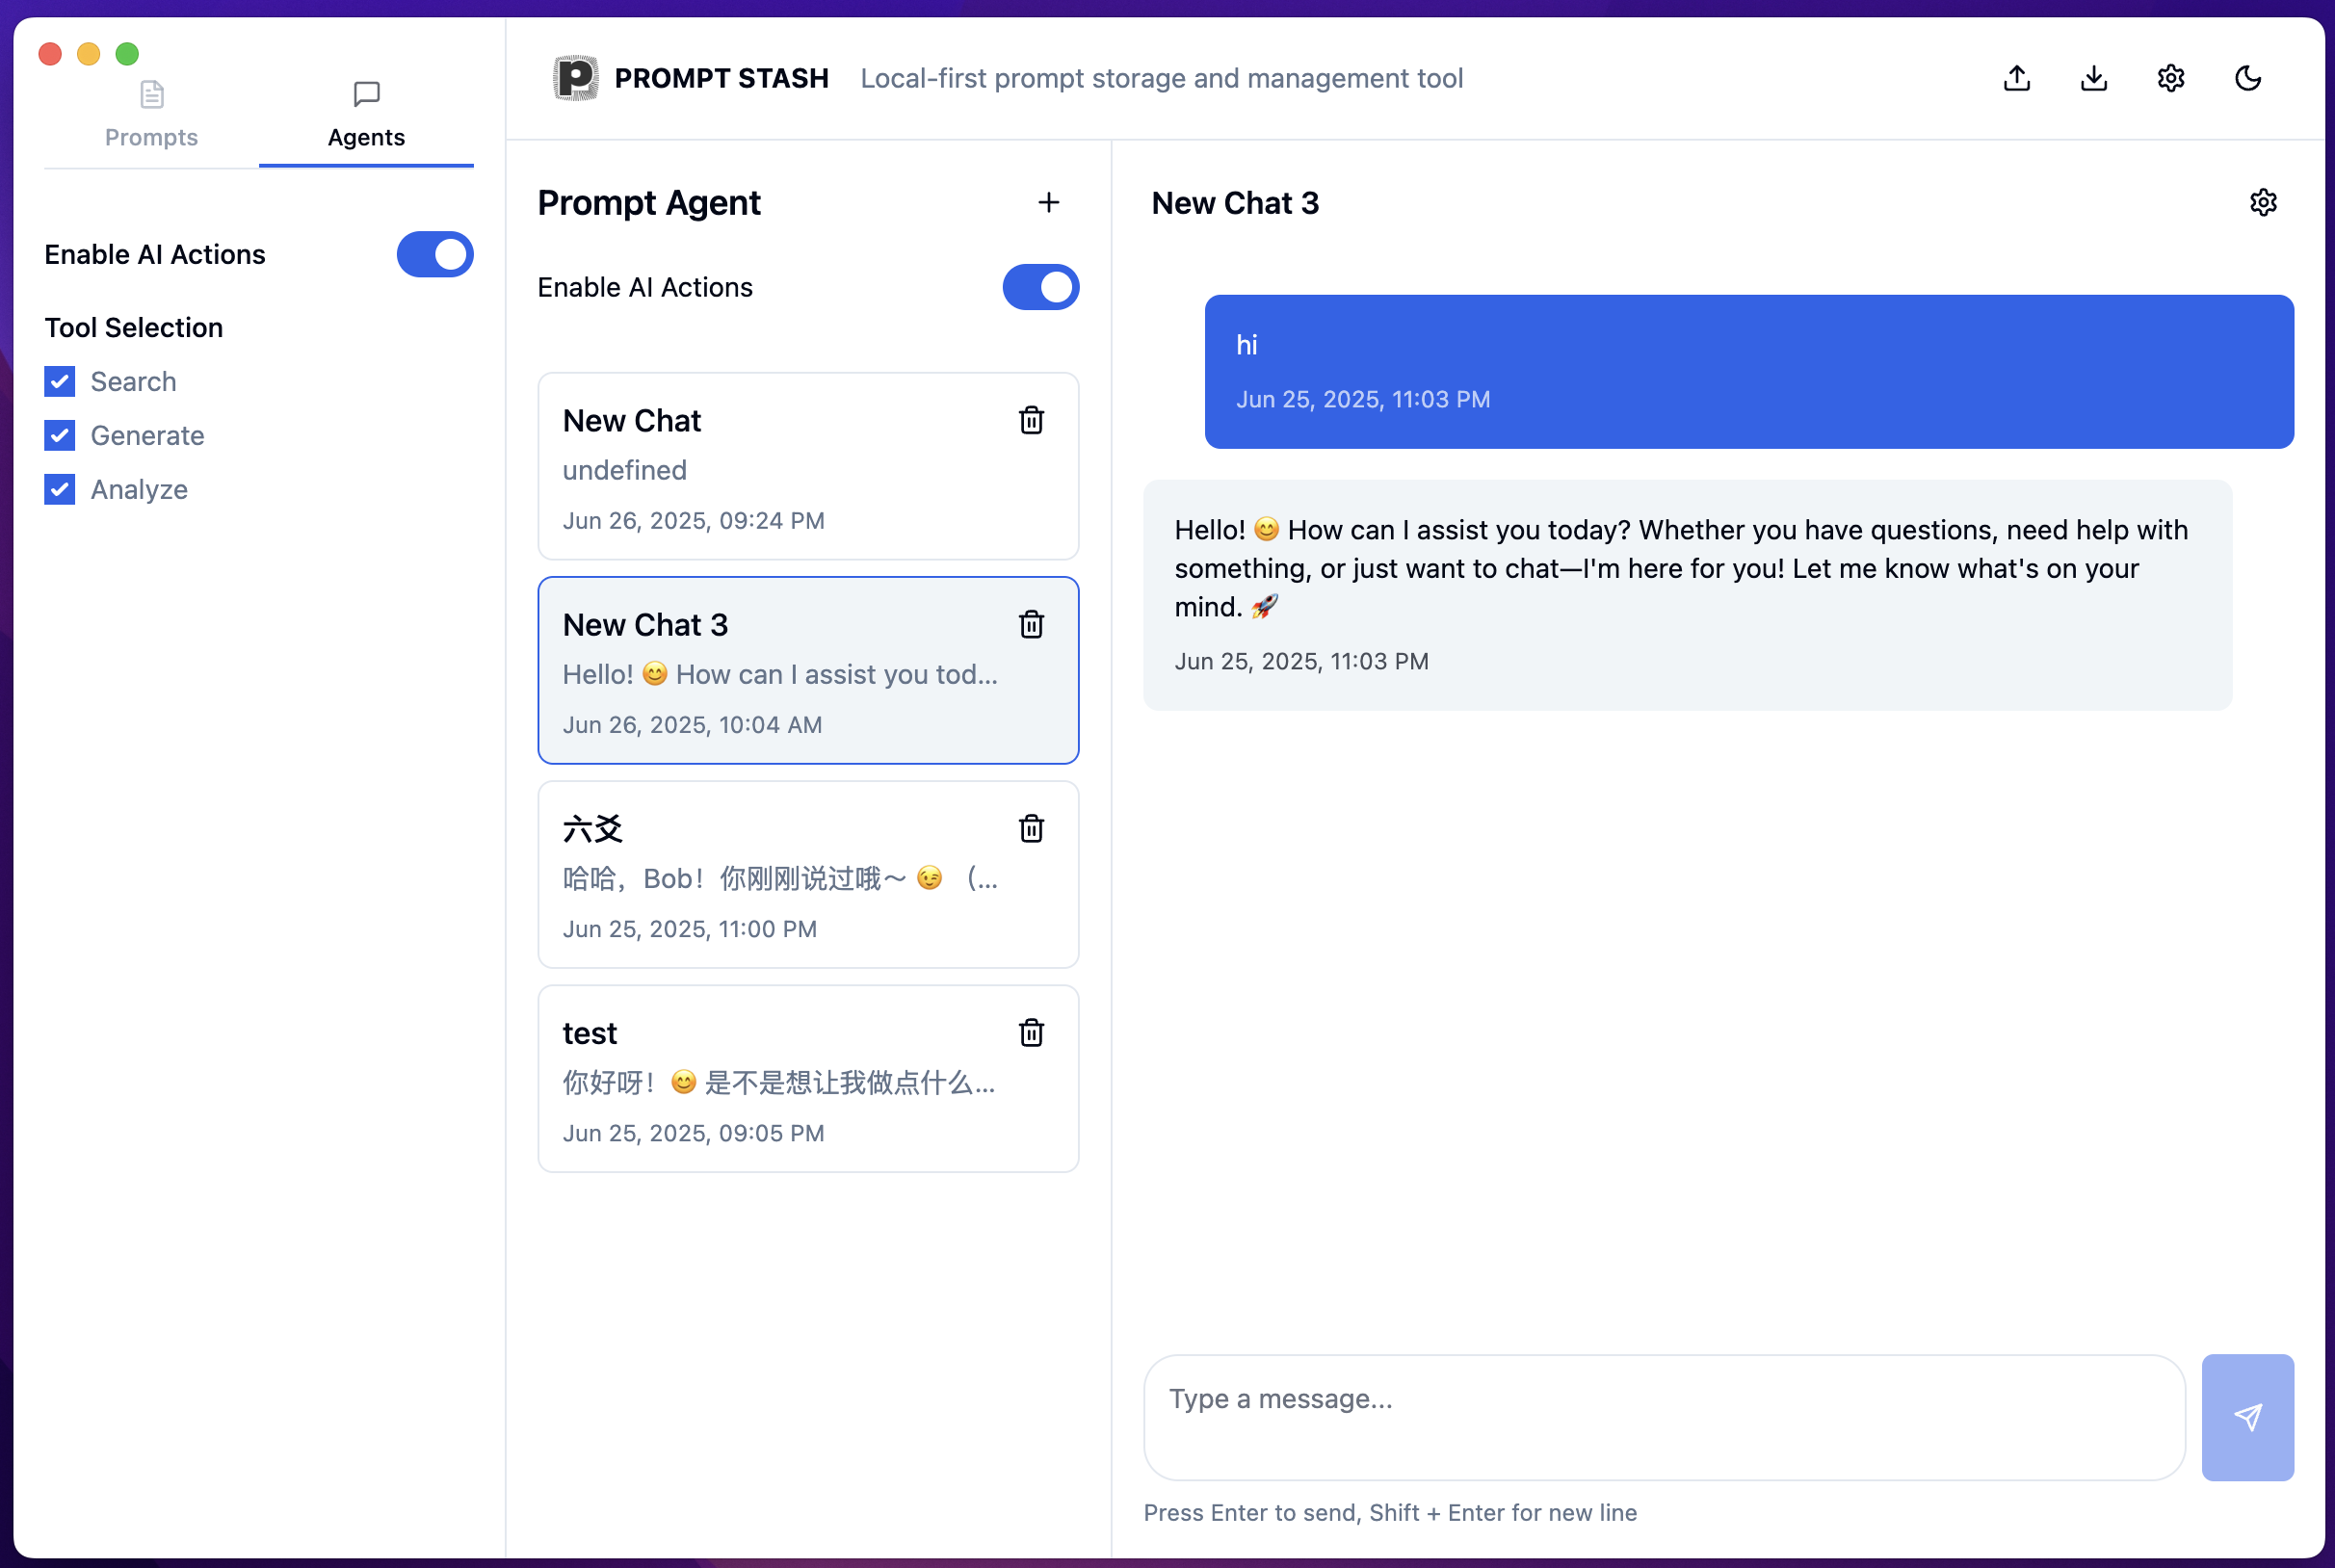 Prompts
Agents
Enable AI Actions
Tool Selection
Search
Generate
Analyze
PROMPT STASH
Local-first prompt storage and management tool
Prompt Agent
Enable AI Actions
New Chat
undefined
Jun 26, 2025, 09:24 PM
New Chat 3
Hello! 😊 How can I assist you tod...
Jun 26, 2025, 10:04 AM
六爻
哈哈，Bob！你刚刚说过哦～ 😉 （...
Jun 25, 2025, 11:00 PM
test
你好呀！😊 是不是想让我做点什么...
Jun 25, 2025, 09:05 PM
New Chat 3
hi
Jun 25, 2025, 11:03 PM
Hello! 😊 How can I assist you today? Whether you have questions, need help with
something, or just want to chat—I'm here for you! Let me know what's on your
mind. 🚀
Jun 25, 2025, 11:03 PM
Type a message...
Press Enter to send, Shift + Enter for new line